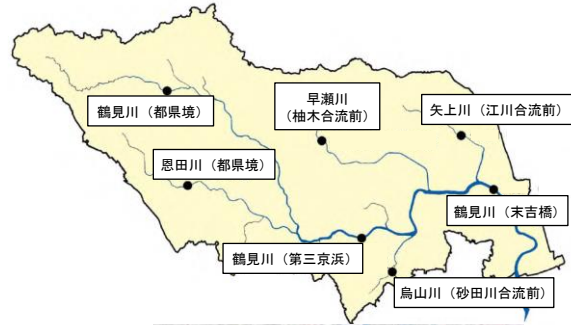 鶴見川（都県境）
早瀬川
（柚木合流前）
矢上川（江川合流前）
恩田川（都県境）
鶴見川（末吉橋）
鶴見川（第三京浜）
鳥山川（砂田川合流前）